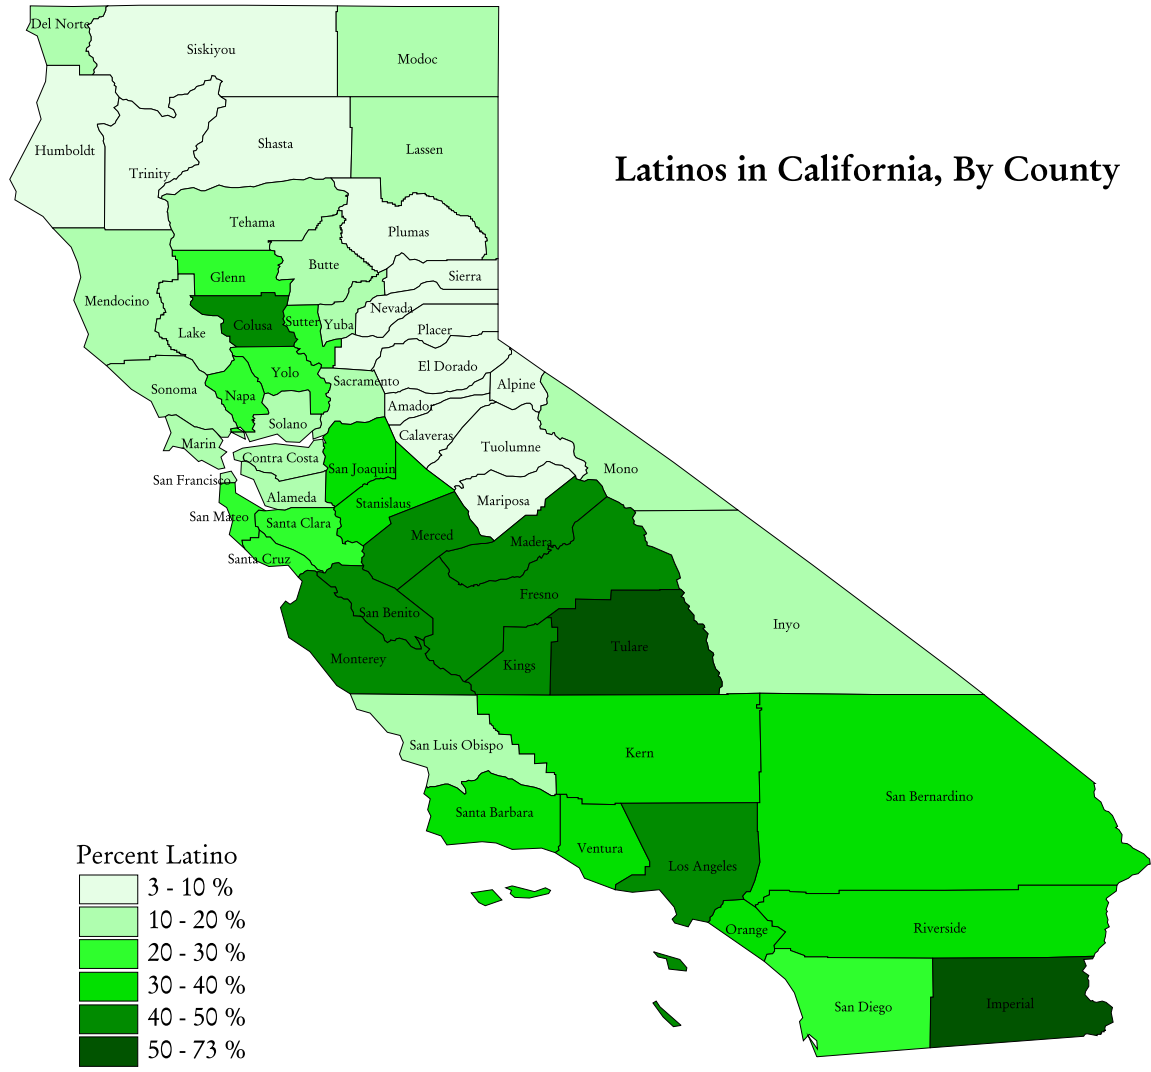 Del Norte
Siskiyou
Modoc
Humboldt
Trinity
Shasta
Lassen
Latinos in California, By County
Tehama
Plumas
Butte
Glenn
Sierra
Mendocino
Nevada
Colusa
Sutter
Yuba
Lake
Placer
El Dorado
Yolo
Sacramento
Alpine
Sonoma
Napa
Amador
Solano
Calaveras
Marin
Tuolumne
Contra Costa
San Joaquin
Mono
San Francisco
Alameda
Stanislaus
Mariposa
San Mateo
Santa Clara
Merced
Madera
Santa Cruz
Fresno
San Benito
Inyo
Tulare
Monterey
Kings
San Luis Obispo
Kern
San Bernardino
Santa Barbara
Ventura
Los Angeles
Orange
Riverside
San Diego
Imperial
Percent Latino
3 - 10 %
10 - 20 %
20 - 30 %
30 - 40 %
40 - 50 %
50 - 73 %